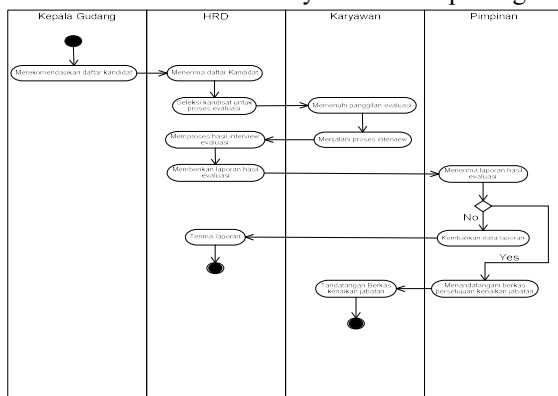 Kepala Gudang
HRD
Karyawan
Pimpinan
Merekomendasikan daftar kandidat
Menerima daftar Kandidat
Seleksi kandisat untuk
proses evaluasi
Memenuhi panggilan evaluasi
Memproses hasil interview
evaluasi
Menjalani proses interview
Memberikan laporan hasil
evaluasi
Menerima laporan hasil
evaluasi
No
Terima laporan
Kembalikan data laporan
Yes
Tandatangan Berkas
kenaikan jabatan
Menandatangani berkas
persetujuan kenaikan jabatan